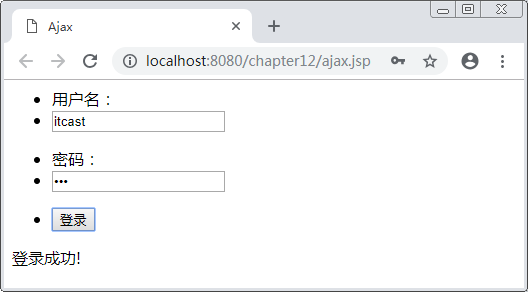 Ajax
localhost:8080/chapter12/ajax.jsp
用户名：
itcast
密码：
•••
登录
登录成功!